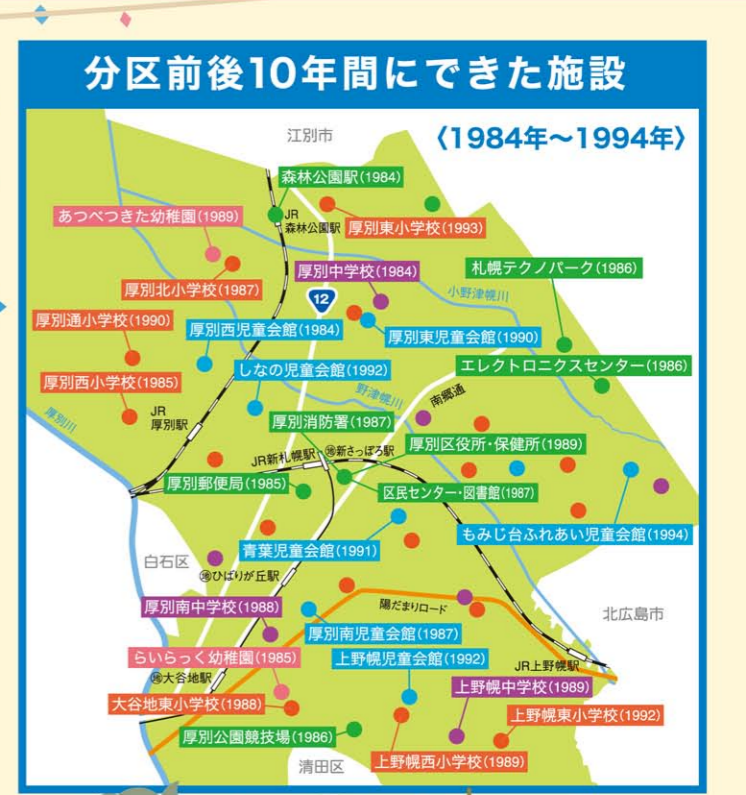 分区前後10年間にできた施設
江別市
〈1984年～1994年〉
森林公園駅(1984)
JR
森林公園駅
厚別東小学校(1993)
あつべつきた幼稚園(1989)
厚別北小学校(1987)
厚別中学校(1984)
札幌テクノパーク(1986)
12
小野津幌川
厚別通小学校(1990)
厚別西児童会館(1984)
厚別東児童会館(1990)
エレクトロニクスセンター(1986)
しなの児童会館(1992)
厚別西小学校(1985)
野津幌川
南郷通
JR
厚別駅
厚別川
厚別消防署(1987)
厚別区役所・保健所(1989)
JR新札幌駅
地新さっぽろ駅
厚別郵便局(1985)
区民センター・図書館(1987)
もみじ台ふれあい児童会館(1994)
青葉児童会館(1991)
白石区
地ひばりが丘駅
陽だまりロード
北広島市
厚別南中学校(1988)
厚別南児童会館(1987)
らいらっく幼稚園(1985)
上野幌児童会館(1992)
JR上野幌駅
地大谷地駅
上野幌中学校(1989)
大谷地東小学校(1988)
上野幌東小学校(1992)
厚別公園競技場(1986)
上野幌西小学校(1989)
清田区